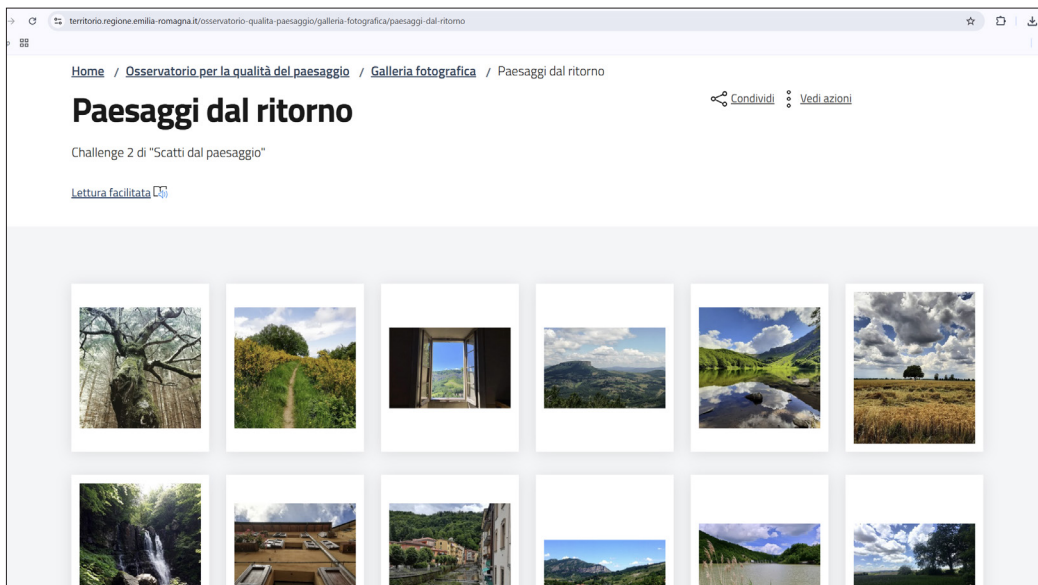 territorio.regione.emilia-romagna.it/osservatorio-qualita-paesaggio/galleria-fotografica/paesaggi-dal-ritorno
Home / Osservatorio per la qualità del paesaggio / Galleria fotografica / Paesaggi dal ritorno
Paesaggi dal ritorno
Condividi Vedi azioni
Challenge 2 di "Scatti dal paesaggio"
Lettura facilitata